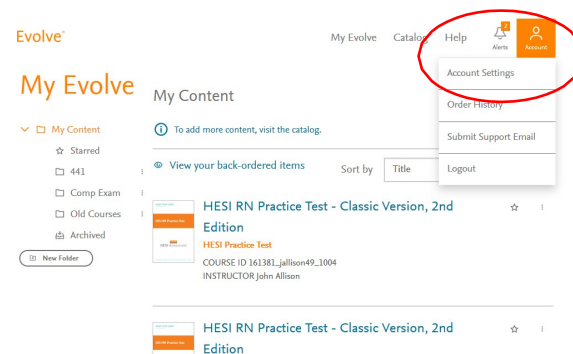 Evolve®
My Evolve Catalog Help
2
Alerts
Account
My Evolve
My Content
Starred
441
Comp Exam
Old Courses
Archived
New Folder
My Content
To add more content, visit the catalog.
View your back-ordered items
Sort by Title
Account Settings
Order History
Submit Support Email
Logout
HESI RN Practice Test - Classic Version, 2nd
Edition
HESI Practice Test
COURSE ID 161381_jallison49_1004
INSTRUCTOR John Allison
HESI RN Practice Test - Classic Version, 2nd
Edition